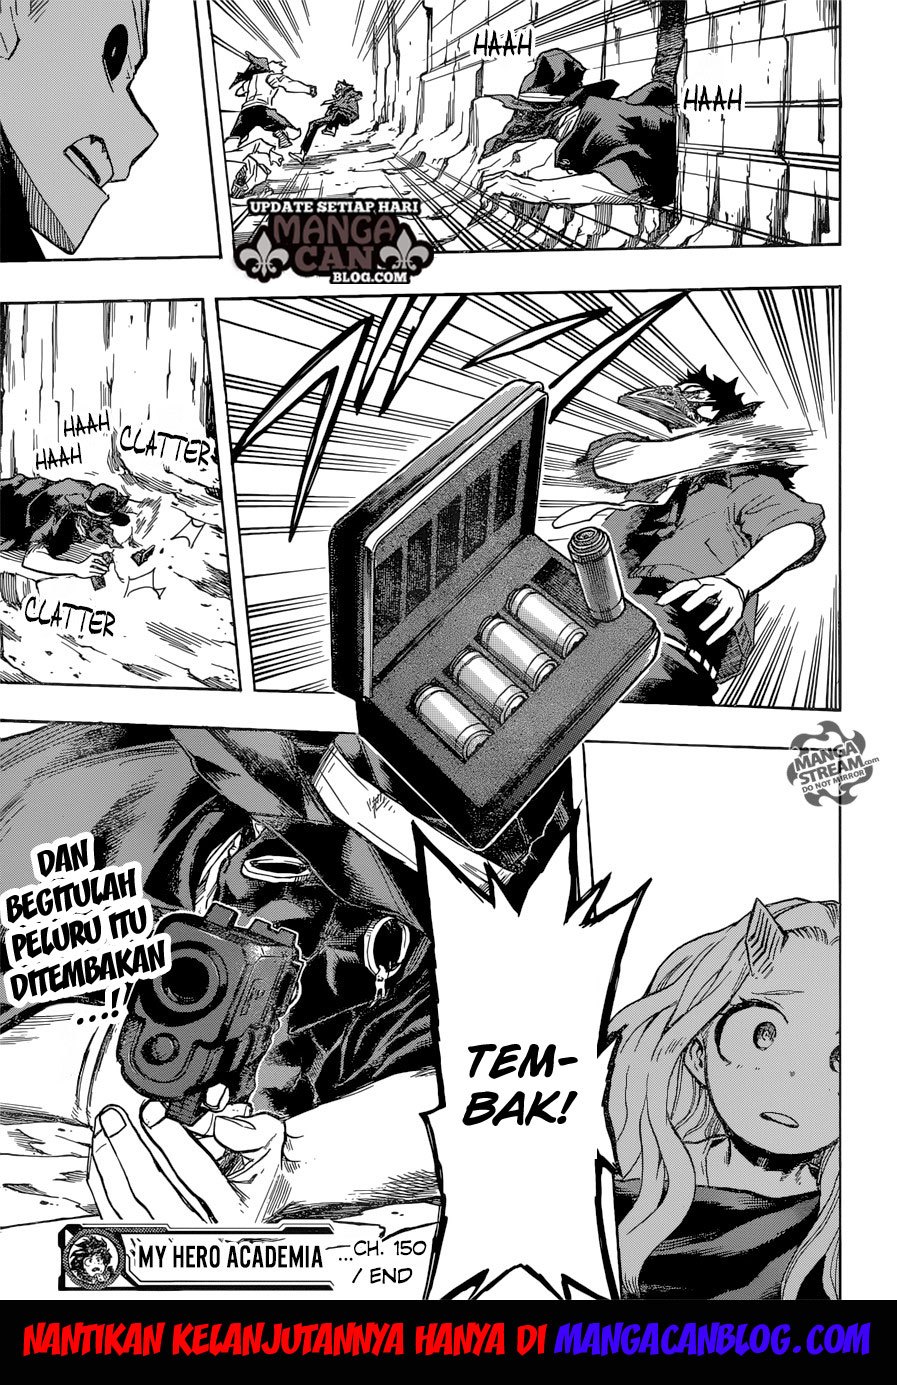 HAAH
HAAH
UPDATE SETIAP HARI
MANGA
CAN
BLOG.COM
HAAH
HAAH
CLATTER
CLATTER
MANGA
STREAM.com
DO NOT MIRROR
TEM-
BAK!
DAN
BEGITULAH
PELURU ITU
DITEMBAKAN
....!
MY HERO ACADEMIA
...CH. 150
/ END
NANTIKAN KELANJUTANNYA HANYA DI MANGACANBLOG.COM